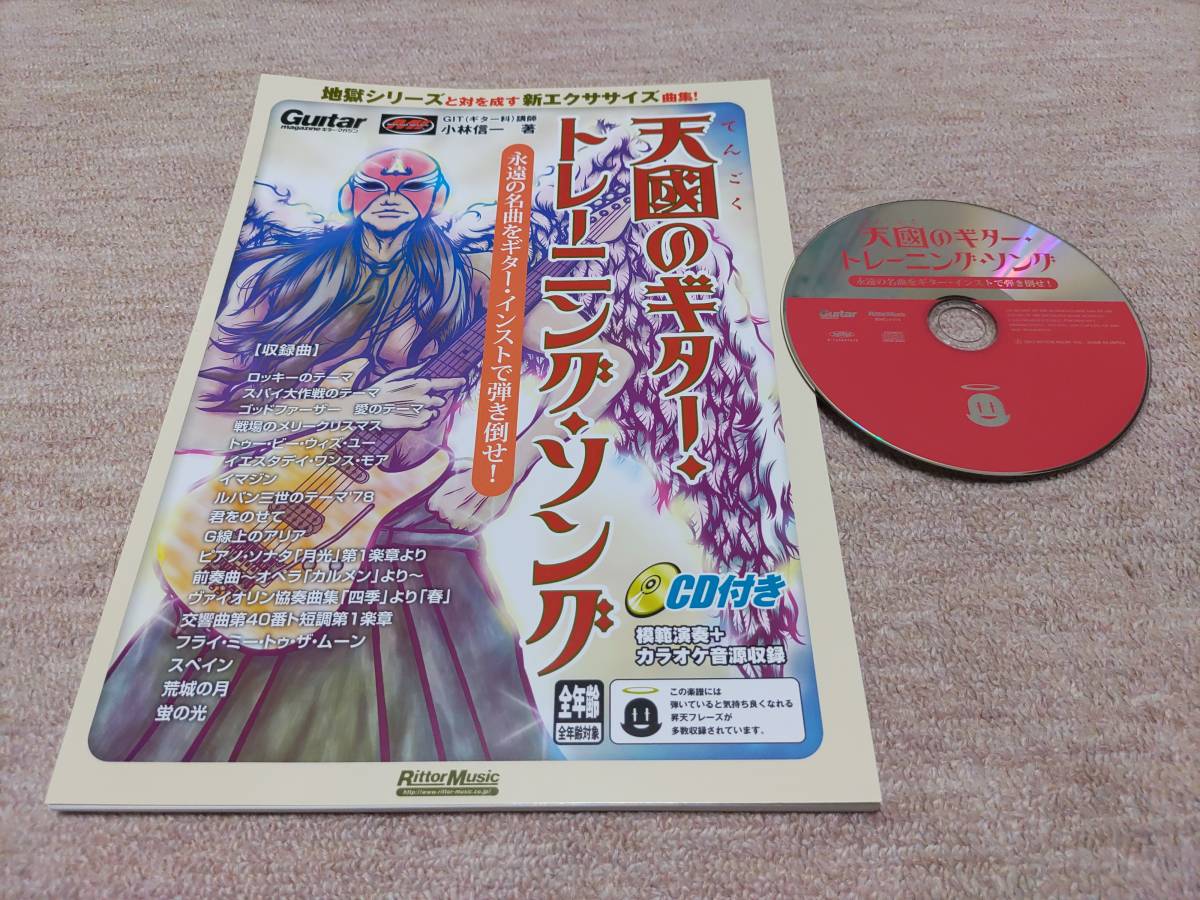 地獄シリーズと対を成す新エクササイズ曲集!
Guitar
magazine ギター・マガジン
GIT(ギター科)講師
小林信一 著
てんごく
天國のギター・
トレーニング・ソング
永遠の名曲をギター・インストで弾き倒せ!
【収録曲】
ロッキーのテーマ
スパイ大作戦のテーマ
ゴッドファーザー 愛のテーマ
戦場のメリークリスマス
トゥー・ビー・ウィズ・ユー
イエスタデイ・ワンス・モア
イマジン
ルパン三世のテーマ'78
君をのせて
G線上のアリア
ピアノ・ソナタ「月光」第1楽章より
前奏曲〜オペラ「カルメン」より〜
ヴァイオリン協奏曲集「四季」より「春」
交響曲第40番ト短調第1楽章
フライ・ミー・トゥ・ザ・ムーン
スペイン
荒城の月
蛍の光
CD付き
模範演奏+
カラオケ音源収録
全年齢
全年齢対象
この楽譜には
弾いていると気持ち良くなれる
昇天フレーズが
多数収録されています。
RittorMusic
http://www.rittor-music.co.jp/
天國のギター・
トレーニング・ソング
永遠の名曲をギター・インストで弾き倒せ!
Guitar
RittorMusic